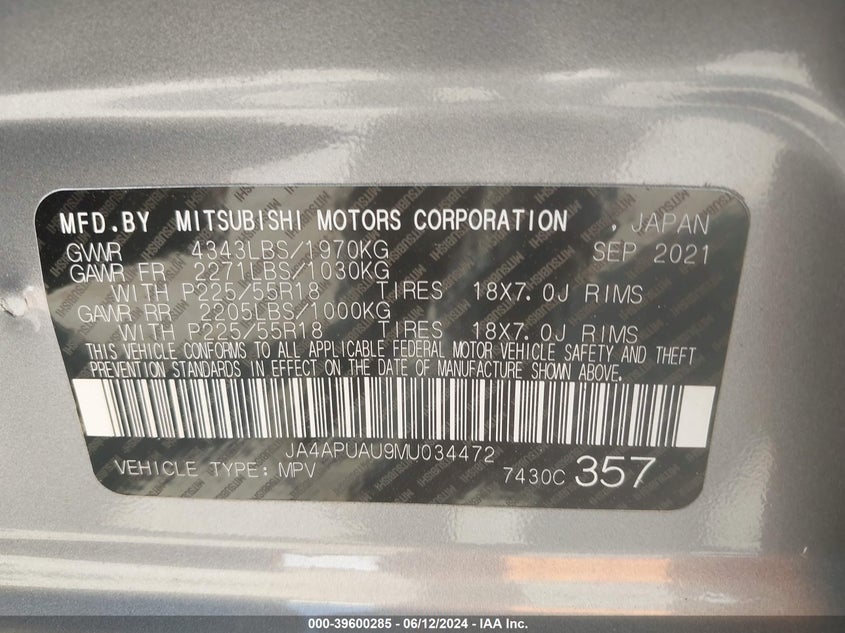 MFD.BY MITSUBISHI MOTORS CORPORATION , JAPAN
GVWR 4343LBS/1970KG SEP 2021
GAWR FR 2271LBS/1030KG
WITH P225/55R18 TIRES 18X7.0J RIMS
GAWR RR 2205LBS/1000KG
WITH P225/55R18 TIRES 18X7.0J RIMS
THIS VEHICLE CONFORMS TO ALL APPLICABLE FEDERAL MOTOR VEHICLE SAFETY AND THEFT
PREVENTION STANDARDS IN EFFECT ON THE DATE OF MANUFACTURE SHOWN ABOVE.
JA4APUAU9MU034472
VEHICLE TYPE: MPV 7430C 357
000-39600285 - 06/12/2024 - IAA Inc.